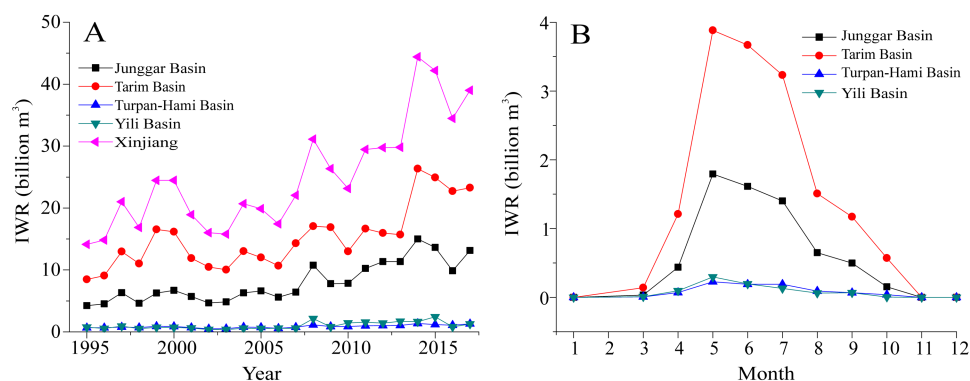 A
IWR (billion m³)
50
40
30
20
10
0
Junggar Basin
Tarim Basin
Turpan-Hami Basin
Yili Basin
Xinjiang
1995 2000 2005 2010 2015
Year
B
IWR (billion m³)
4
3
2
1
0
Junggar Basin
Tarim Basin
Turpan-Hami Basin
Yili Basin
1 2 3 4 5 6 7 8 9 10 11 12
Month